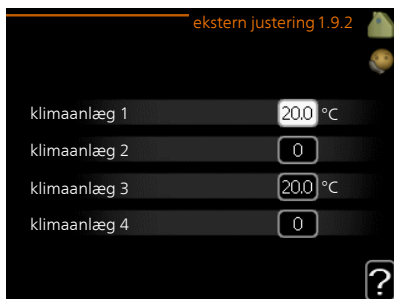 ekstern justering 1.9.2
klimaanlæg 1 20.0 °C
klimaanlæg 2 0
klimaanlæg 3 20.0 °C
klimaanlæg 4 0
?